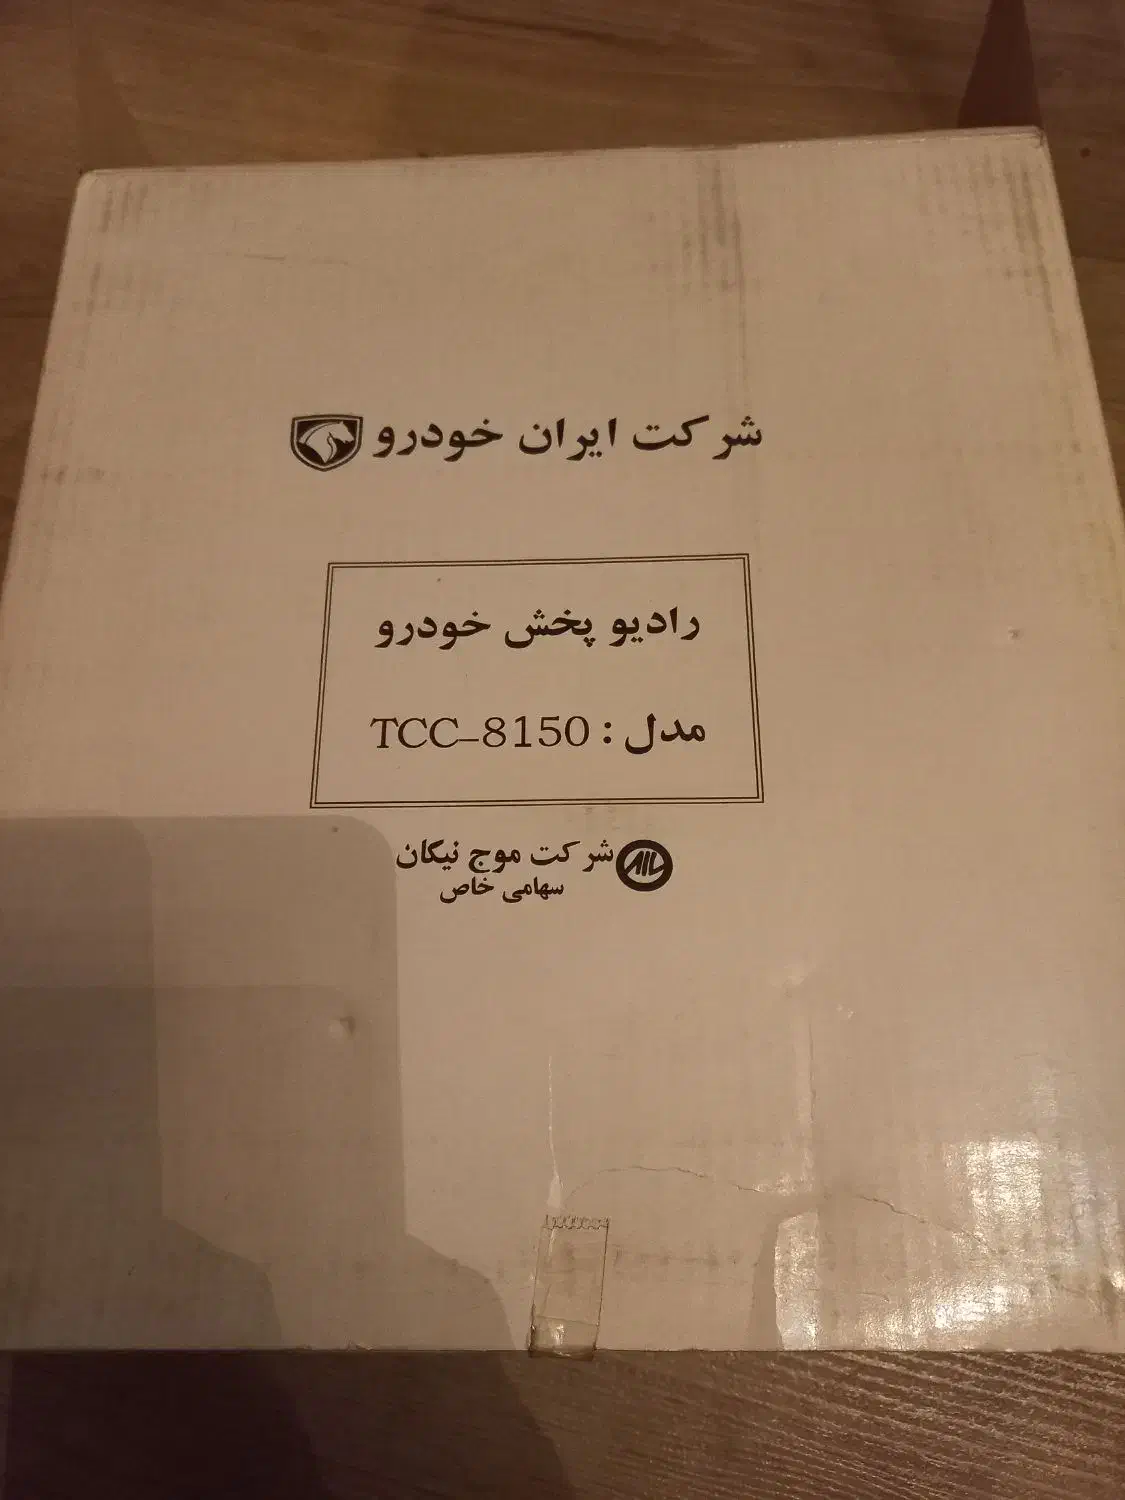 شرکت ایران خودرو
رادیو پخش خودرو
مدل : TCC-8150
شرکت موج نیکان
سهامی خاص